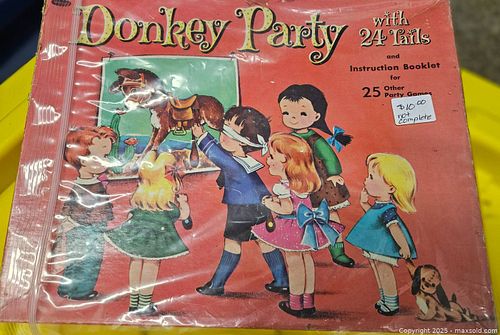 Donkey Party
with
24 Tails
and
Instruction Booklet
for
25 Other
Party Games
$10.00
not
complete
Copyright 2025 - maxsold.com